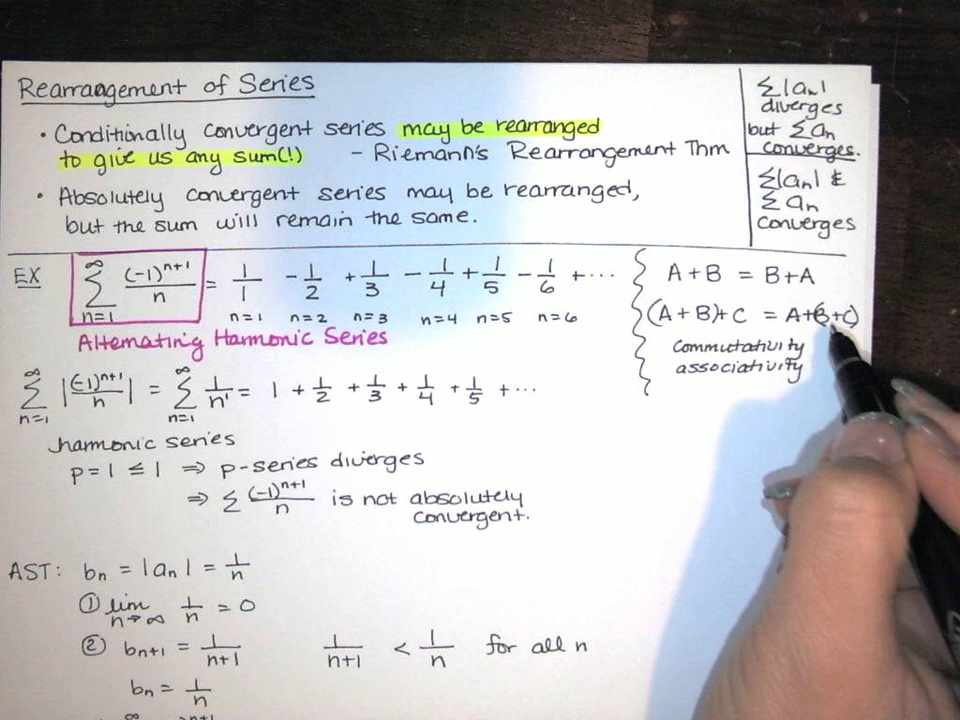 Rearrangement of Series
• Conditionally convergent series may be rearranged
to give us any sum(!) - Riemann's Rearrangement Thm
• Absolutely convergent series may be rearranged,
but the sum will remain the same.
Σ|an|
diverges
but Σan
converges.
Σ|an| &
Σan
converges
EX ∞Σn=1 (-1)^(n+1)/n = 1/1 - 1/2 + 1/3 - 1/4 + 1/5 - 1/6 + ...
n=1 n=2 n=3 n=4 n=5 n=6
Alternating Harmonic Series
A+B = B+A
(A+B)+C = A+(B+C)
commutativity
associativity
∞Σn=1 |(-1)^(n+1)/n| = ∞Σn=1 1/n' = 1 + 1/2 + 1/3 + 1/4 + 1/5 + ...
harmonic series
p=1 ≤ 1 ⇒ p-series diverges
⇒ Σ (-1)^(n+1)/n is not absolutely
convergent.
AST: bn = |an| = 1/n
① lim n→∞ 1/n = 0
② bn+1 = 1/(n+1) 1/(n+1) < 1/n for all n
bn = 1/n